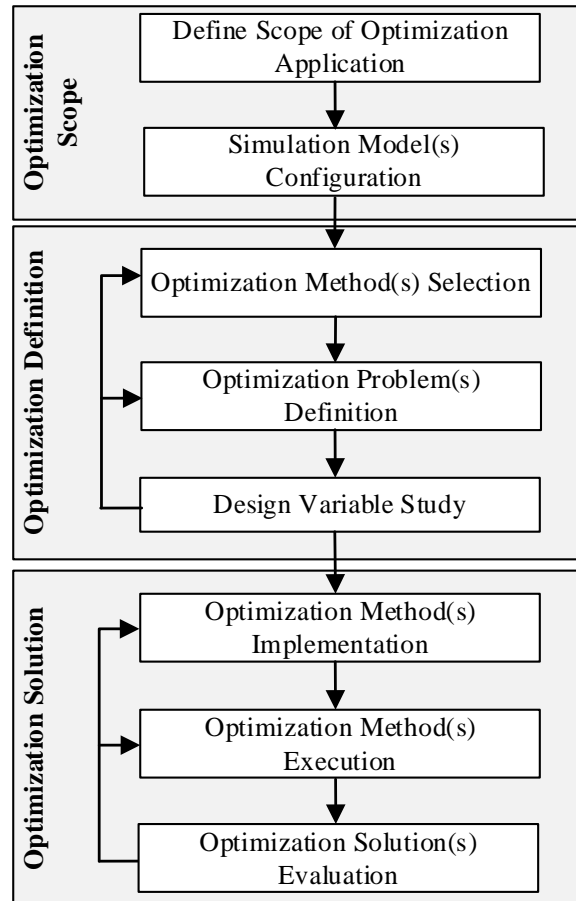 Optimization
Scope
Define Scope of Optimization
Application
Simulation Model(s)
Configuration
Optimization Definition
Optimization Method(s) Selection
Optimization Problem(s)
Definition
Design Variable Study
Optimization Solution
Optimization Method(s)
Implementation
Optimization Method(s)
Execution
Optimization Solution(s)
Evaluation